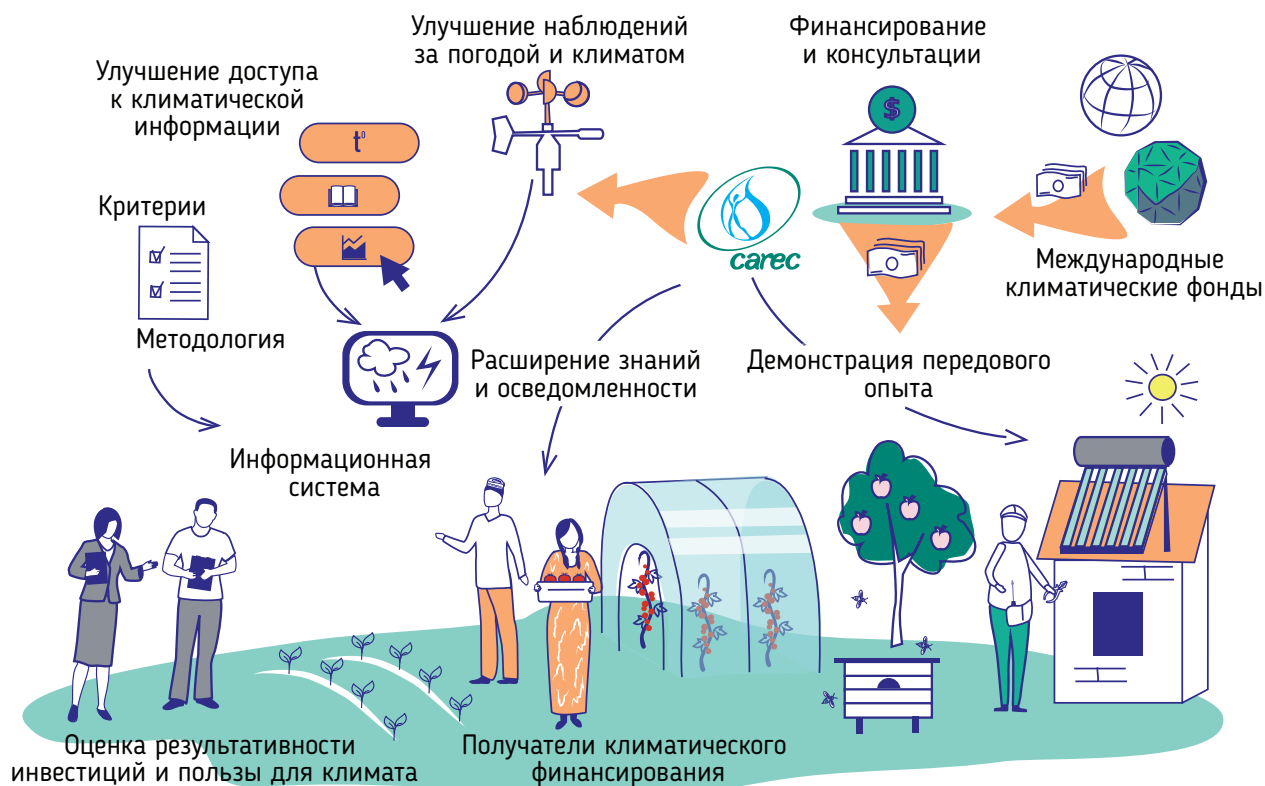 Улучшение наблюдений
за погодой и климатом
Финансирование
и консультации
Улучшение доступа
к климатической
информации
t⁰
$
Критерии
carec
Международные
климатические фонды
Методология
Расширение знаний
и осведомленности
Демонстрация передового
опыта
Информационная
система
Оценка результативности
инвестиций и пользы для климата
Получатели климатического
финансирования